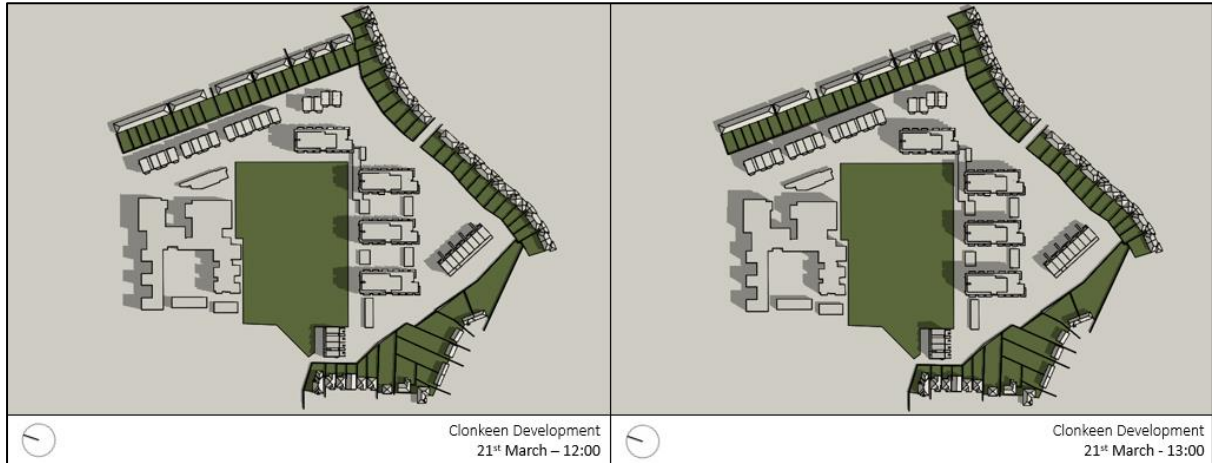 Clonkeen Development
21st March – 12:00
Clonkeen Development
21st March - 13:00